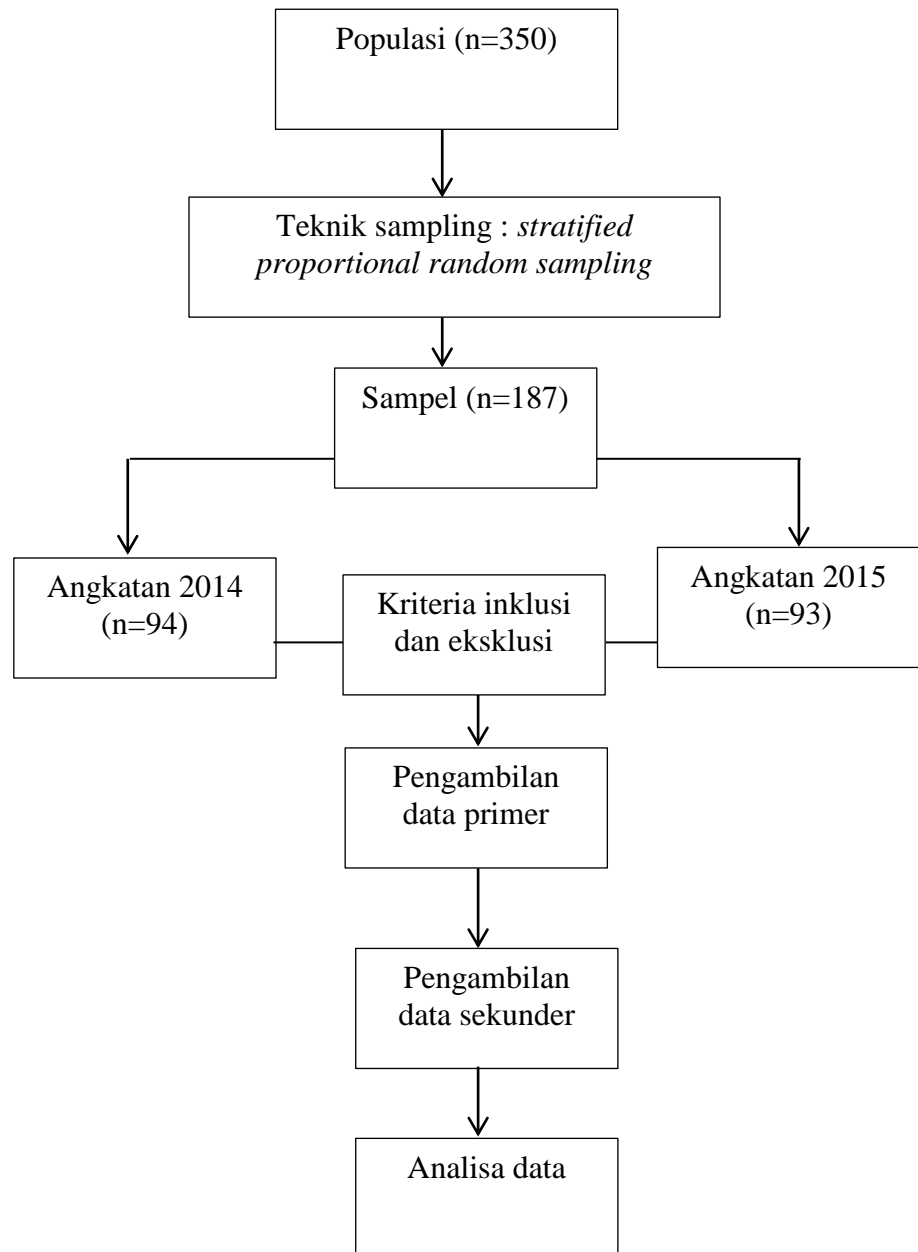 Populasi (n=350)
Teknik sampling : stratified
proportional random sampling
Sampel (n=187)
Angkatan 2014
(n=94)
Kriteria inklusi
dan eksklusi
Angkatan 2015
(n=93)
Pengambilan
data primer
Pengambilan
data sekunder
Analisa data